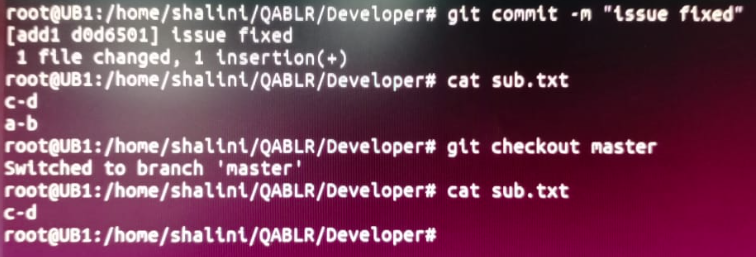 root@UB1:/home/shalini/QABLR/Developer# git commit -m "issue fixed"
[add1 d0d6501] issue fixed
 1 file changed, 1 insertion(+)
root@UB1:/home/shalini/QABLR/Developer# cat sub.txt
c-d
a-b
root@UB1:/home/shalini/QABLR/Developer# git checkout master
Switched to branch 'master'
root@UB1:/home/shalini/QABLR/Developer# cat sub.txt
c-d
root@UB1:/home/shalini/QABLR/Developer#